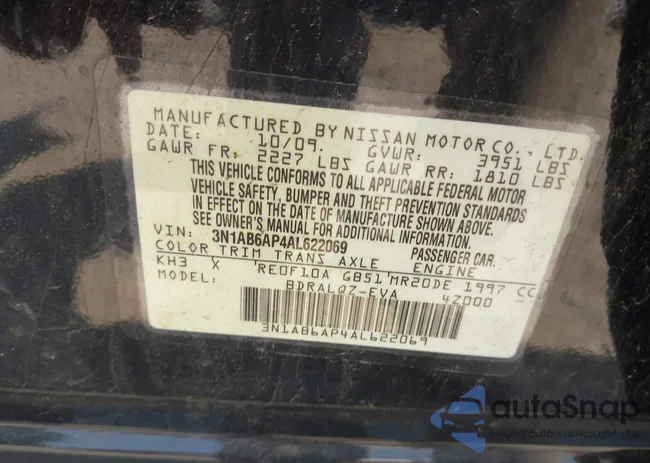 MANUFACTURED BY NISSAN MOTOR CO., LTD.
DATE: 10/09. GVWR: 3951 LBS
GAWR FR: 2227 LBS GAWR RR: 1810 LBS
THIS VEHICLE CONFORMS TO ALL APPLICABLE FEDERAL MOTOR
VEHICLE SAFETY, BUMPER AND THEFT PREVENTION STANDARDS
IN EFFECT ON THE DATE OF MANUFACTURE SHOWN ABOVE.
SEE OWNER'S MANUAL FOR ADDITIONAL INFORMATION.
VIN: 3N1AB6AP4AL622069 PASSENGER CAR.
COLOR TRIM TRANS AXLE ENGINE
KH3 X 'RE0F10A GB51'MR20DE 1997 CC
MODEL: BDRALQZ-EVA 4Z000
3N1AB6AP4AL622069
autoSnap